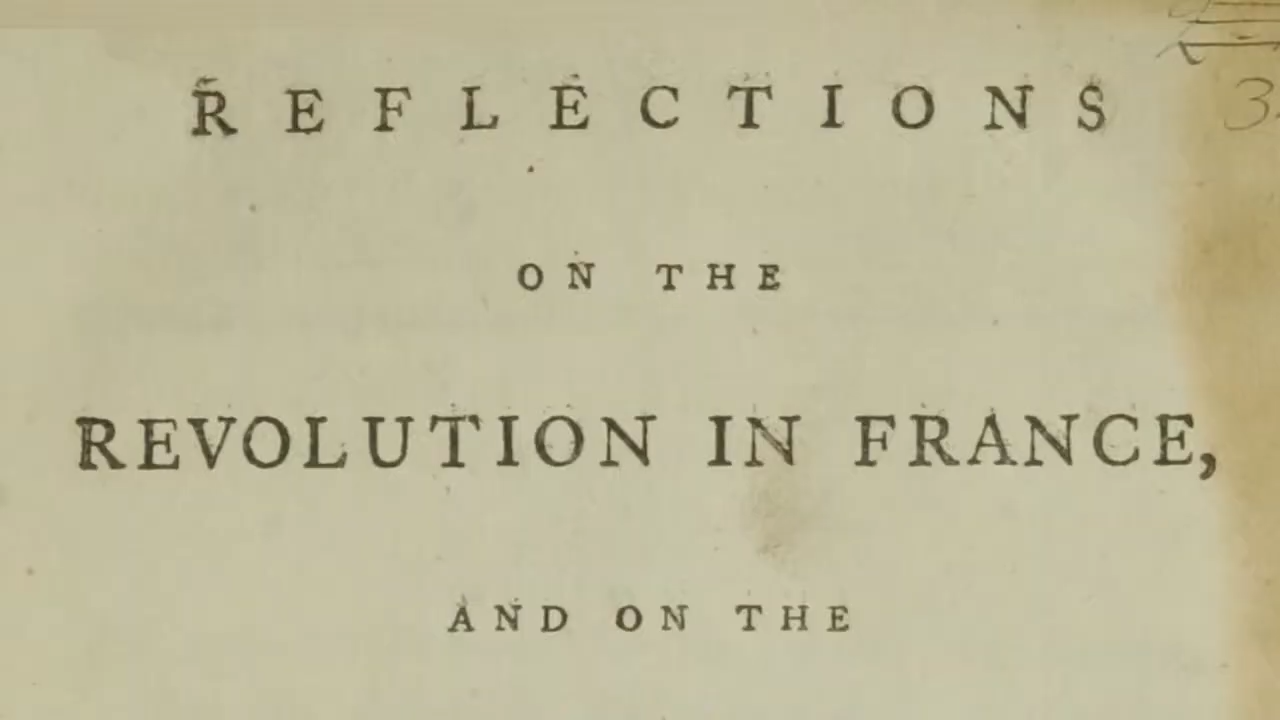 REFLECTIONS
ON THE
REVOLUTION IN FRANCE,
AND ON THE